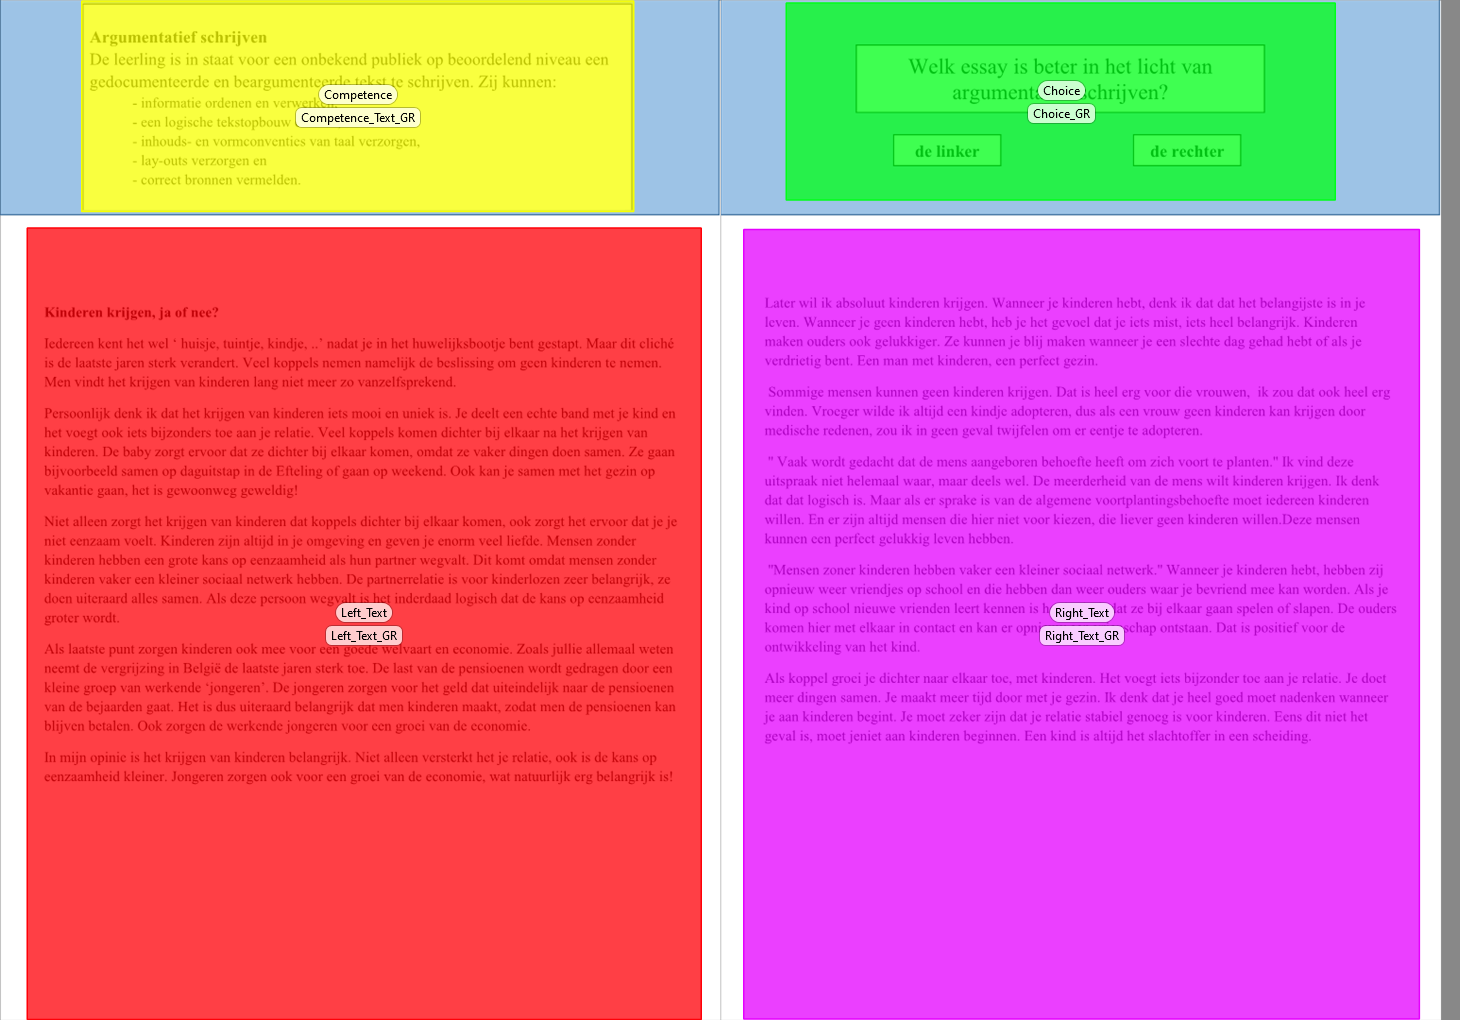 Argumentatief schrijven
De leerling is in staat voor een onbekend publiek op beoordelend niveau een
gedocumenteerde en beargumenteerde tekst te schrijven. Zij kunnen:
- informatie ordenen en verwerken,
- een logische tekstopbouw
- inhouds- en vormconventies van taal verzorgen,
- lay-outs verzorgen en
- correct bronnen vermelden.
Competence
Competence_Text_GR
Welk essay is beter in het licht van
schrijven?
Choice
Choice_GR
de linker
de rechter
Kinderen krijgen, ja of nee?
Iedereen kent het wel ‘ huisje, tuintje, kindje, ..’ nadat je in het huwelijksbootje bent gestapt. Maar dit cliché
is de laatste jaren sterk verandert. Veel koppels nemen namelijk de beslissing om geen kinderen te nemen.
Men vindt het krijgen van kinderen lang niet meer zo vanzelfsprekend.
Persoonlijk denk ik dat het krijgen van kinderen iets mooi en uniek is. Je deelt een echte band met je kind en
het voegt ook iets bijzonders toe aan je relatie. Veel koppels komen dichter bij elkaar na het krijgen van
kinderen. De baby zorgt ervoor dat ze dichter bij elkaar komen, omdat ze vaker dingen doen samen. Ze gaan
bijvoorbeeld samen op daguitstap in de Efteling of gaan op weekend. Ook kan je samen met het gezin op
vakantie gaan, het is gewoonweg geweldig!
Niet alleen zorgt het krijgen van kinderen dat koppels dichter bij elkaar komen, ook zorgt het ervoor dat je je
niet eenzaam voelt. Kinderen zijn altijd in je omgeving en geven je enorm veel liefde. Mensen zonder
kinderen hebben een grote kans op eenzaamheid als hun partner wegvalt. Dit komt omdat mensen zonder
kinderen vaker een kleiner sociaal netwerk hebben. De partnerrelatie is voor kinderlozen zeer belangrijk, ze
doen uiteraard alles samen. Als deze persoon wegvalt is het inderdaad logisch dat de kans op eenzaamheid
groter wordt.
Left_Text
Left_Text_GR
Als laatste punt zorgen kinderen ook mee voor een goede welvaart en economie. Zoals jullie allemaal weten
neemt de vergrijzing in België de laatste jaren sterk toe. De last van de pensioenen wordt gedragen door een
kleine groep van werkende ‘jongeren’. De jongeren zorgen voor het geld dat uiteindelijk naar de pensioenen
van de bejaarden gaat. Het is dus uiteraard belangrijk dat men kinderen maakt, zodat men de pensioenen kan
blijven betalen. Ook zorgen de werkende jongeren voor een groei van de economie.
In mijn opinie is het krijgen van kinderen belangrijk. Niet alleen versterkt het je relatie, ook is de kans op
eenzaamheid kleiner. Jongeren zorgen ook voor een groei van de economie, wat natuurlijk erg belangrijk is!
Later wil ik absoluut kinderen krijgen. Wanneer je kinderen hebt, denk ik dat dat het belangijste is in je
leven. Wanneer je geen kinderen hebt, heb je het gevoel dat je iets mist, iets heel belangrijk. Kinderen
maken ouders ook gelukkiger. Ze kunnen je blij maken wanneer je een slechte dag gehad hebt of als je
verdrietig bent. Een man met kinderen, een perfect gezin.
Sommige mensen kunnen geen kinderen krijgen. Dat is heel erg voor die vrouwen, ik zou dat ook heel erg
vinden. Vroeger wilde ik altijd een kindje adopteren, dus als een vrouw geen kinderen kan krijgen door
medische redenen, zou ik in geen geval twijfelen om er eentje te adopteren.
" Vaak wordt gedacht dat de mens aangeboren behoefte heeft om zich voort te planten." Ik vind deze
uitspraak niet helemaal waar, maar deels wel. De meerderheid van de mens wilt kinderen krijgen. Ik denk
dat dat logisch is. Maar als er sprake is van de algemene voortplantingsbehoefte moet iedereen kinderen
willen. En er zijn altijd mensen die hier niet voor kiezen, die liever geen kinderen willen.Deze mensen
kunnen een perfect gelukkig leven hebben.
"Mensen zoner kinderen hebben vaker een kleiner sociaal netwerk." Wanneer je kinderen hebt, hebben zij
opnieuw weer vriendjes op school en die hebben dan weer ouders waar je bevriend mee kan worden. Als je
kind op school nieuwe vrienden leert kennen is dat ze bij elkaar gaan spelen of slapen. De ouders
komen hier met elkaar in contact en kan er ontstaan. Dat is positief voor de
ontwikkeling van het kind.
Right_Text
Right_Text_GR
Als koppel groei je dichter naar elkaar toe, met kinderen. Het voegt iets bijzonder toe aan je relatie. Je doet
meer dingen samen. Je maakt meer tijd door met je gezin. Ik denk dat je heel goed moet nadenken wanneer
je aan kinderen begint. Je moet zeker zijn dat je relatie stabiel genoeg is voor kinderen. Eens dit niet het
geval is, moet jeniet aan kinderen beginnen. Een kind is altijd het slachtoffer in een scheiding.